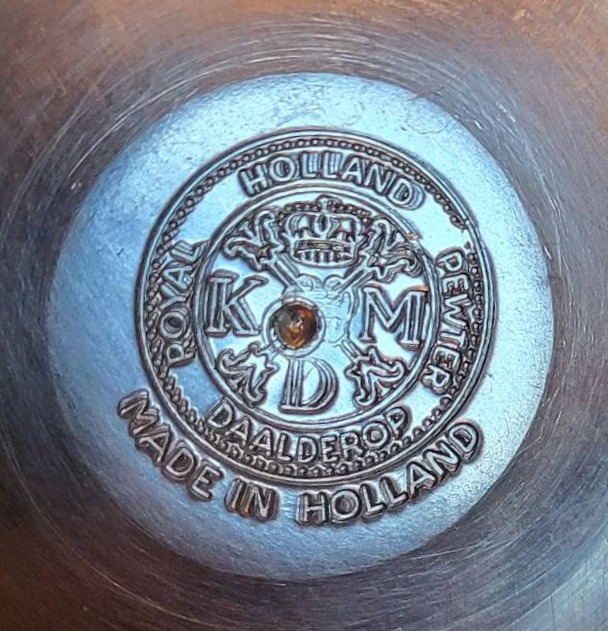 HOLLAND
ROYAL
PEWTER
K M
D
DAALDEROP
MADE IN HOLLAND